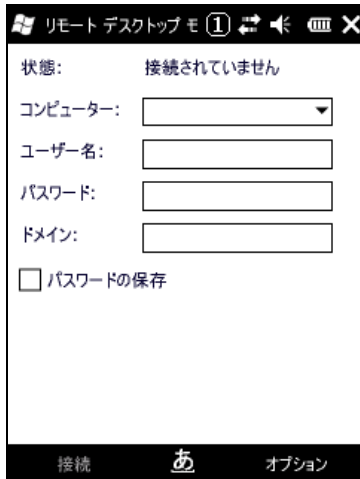 リモート デスクトップ モ 1
状態: 接続されていません
コンピューター:
ユーザー名:
パスワード:
ドメイン:
パスワードの保存
接続 あ オプション